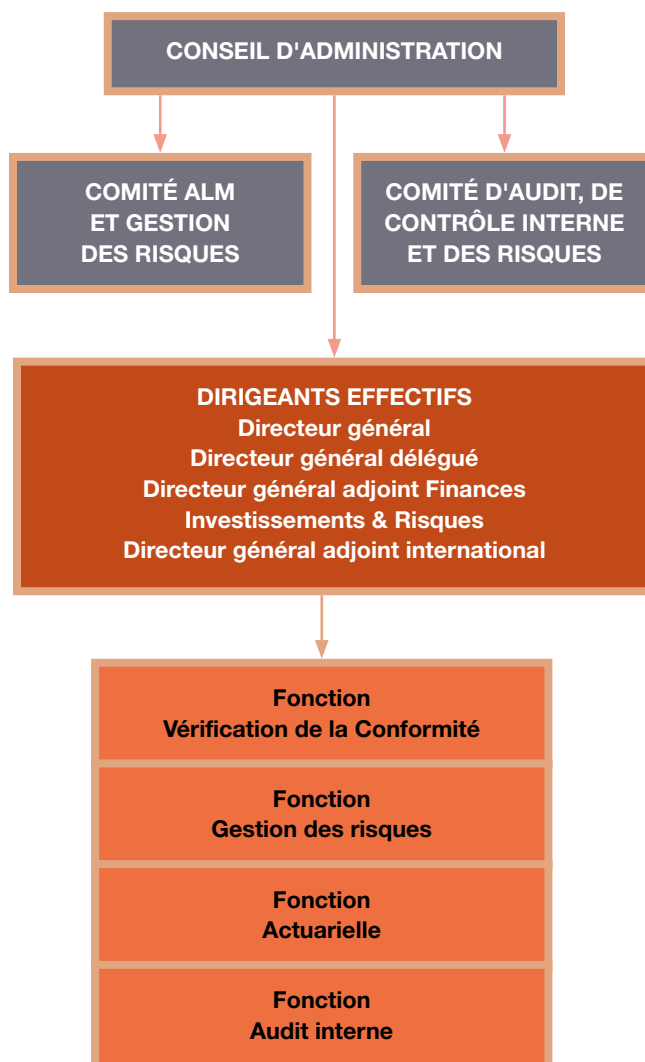 CONSEIL D'ADMINISTRATION
COMITÉ ALM
ET GESTION
DES RISQUES
COMITÉ D'AUDIT, DE
CONTRÔLE INTERNE
ET DES RISQUES
DIRIGEANTS EFFECTIFS
Directeur général
Directeur général délégué
Directeur général adjoint Finances
Investissements & Risques
Directeur général adjoint international
Fonction
Vérification de la Conformité
Fonction
Gestion des risques
Fonction
Actuarielle
Fonction
Audit interne